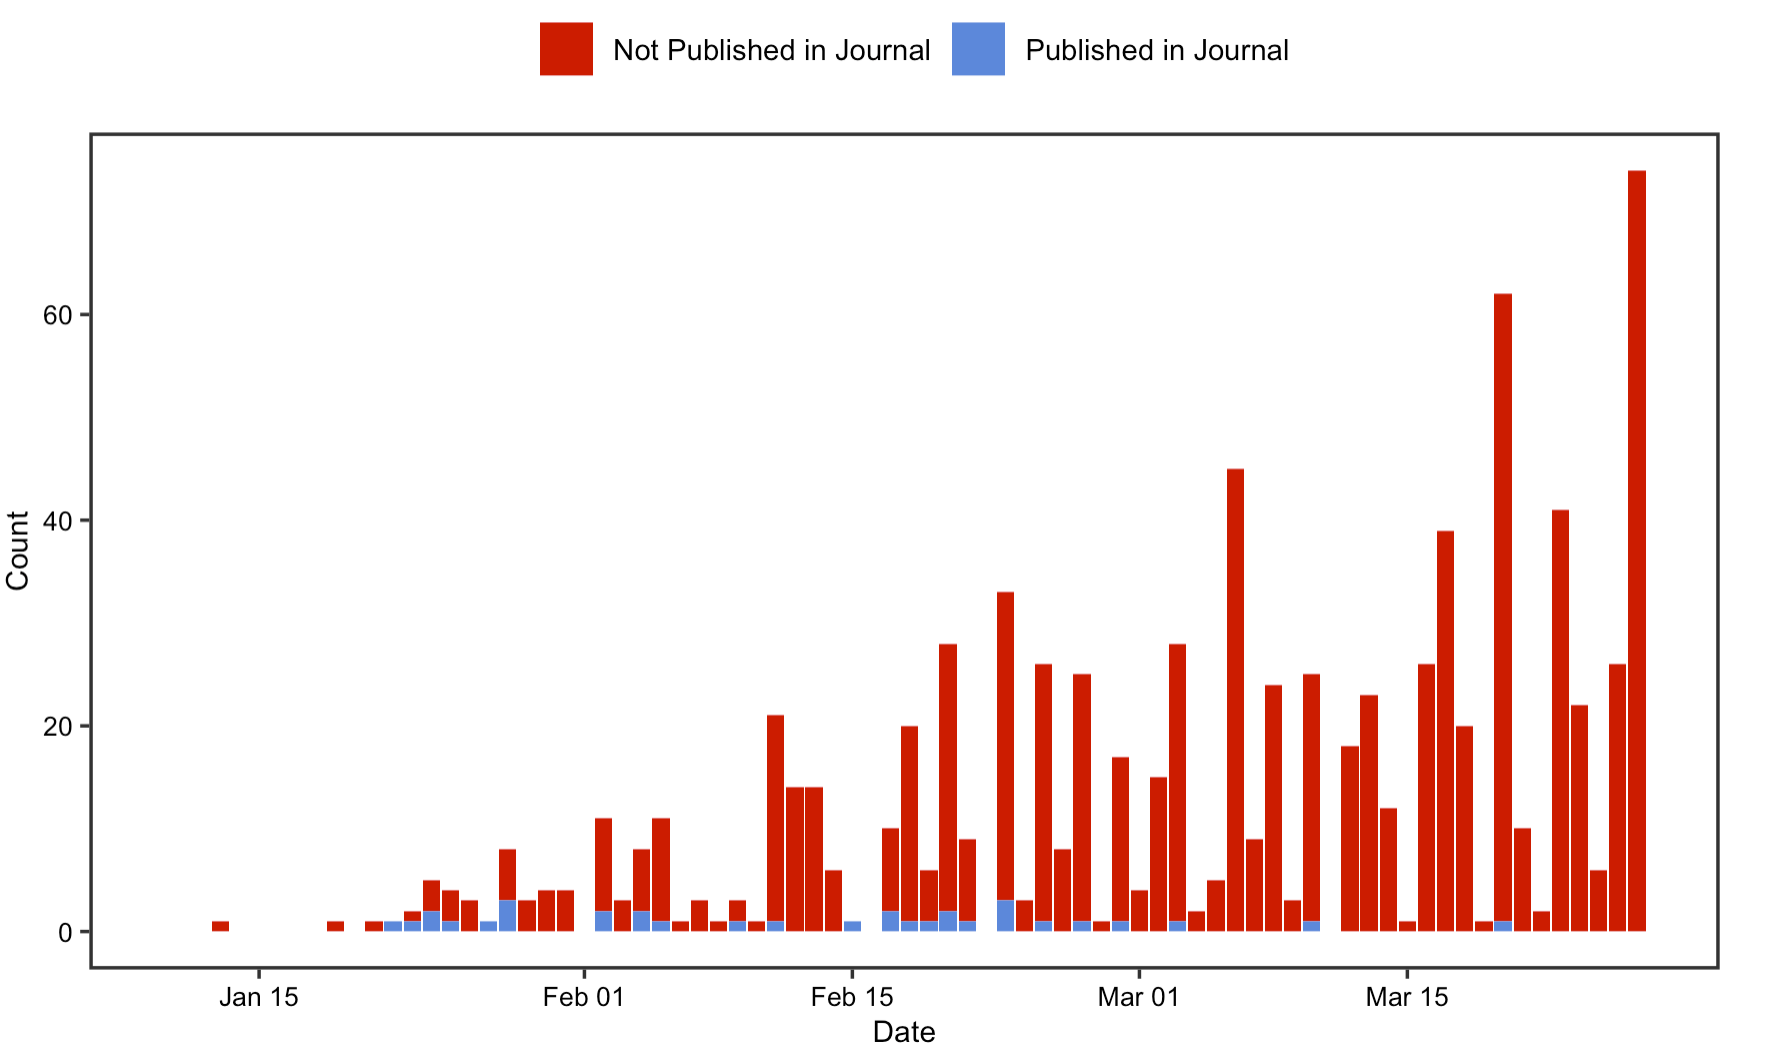 Not Published in Journal Published in Journal
60
40
20
0
Count
Jan 15 Feb 01 Feb 15 Mar 01 Mar 15
Date